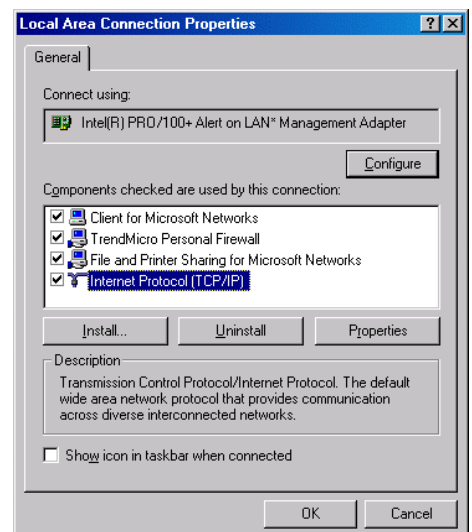 Local Area Connection Properties
General
Connect using:
Intel(R) PRO/100+ Alert on LAN* Management Adapter
Configure
Components checked are used by this connection:
Client for Microsoft Networks
TrendMicro Personal Firewall
File and Printer Sharing for Microsoft Networks
Internet Protocol (TCP/IP)
Install... Uninstall Properties
Description
Transmission Control Protocol/Internet Protocol. The default
wide area network protocol that provides communication
across diverse interconnected networks.
Show icon in taskbar when connected
OK Cancel